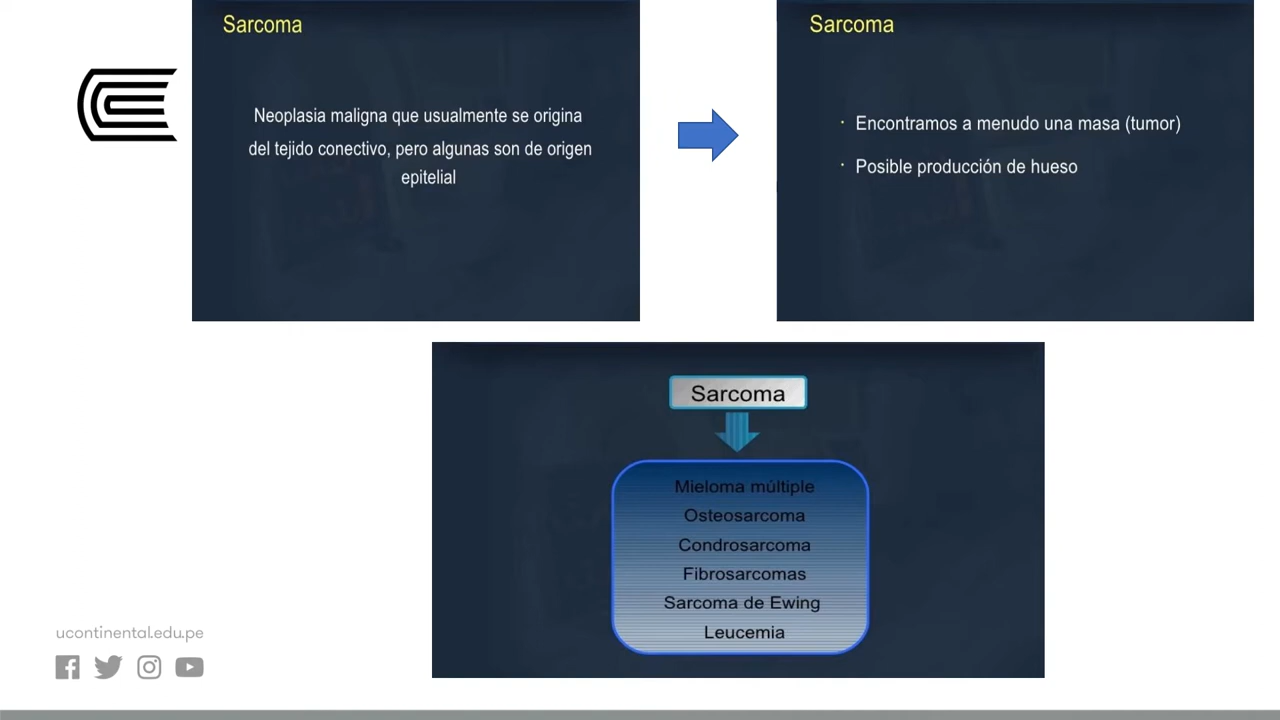 Sarcoma
Neoplasia maligna que usualmente se origina
del tejido conectivo, pero algunas son de origen
epitelial
Sarcoma
· Encontramos a menudo una masa (tumor)
· Posible producción de hueso
Sarcoma
Mieloma múltiple
Osteosarcoma
Condrosarcoma
Fibrosarcomas
Sarcoma de Ewing
Leucemia
ucontinental.edu.pe